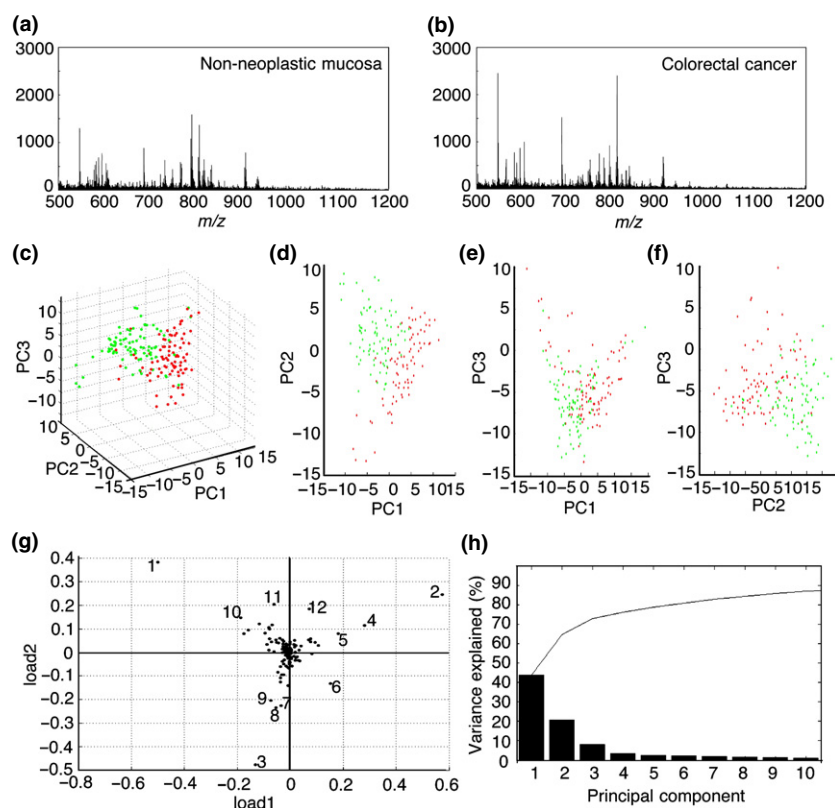 (a)
3000
2000
1000
0
500 600 700 800 900 1000 1100 1200
m/z
Non-neoplastic mucosa
(b)
3000
2000
1000
0
500 600 700 800 900 1000 1100 1200
m/z
Colorectal cancer
(c)
PC3
10
5
0
−5
−10
10
5
0
−5
−10
−15
PC2
−15
−10
−5
0
5
10
15
PC1
(d)
10
5
0
−5
−10
−15
PC2
−15−10−5 0 5 1015
PC1
(e)
10
5
0
−5
−10
−15
PC3
−15−10−5 0 5 1015
PC1
(f)
10
5
0
−5
−10
−15
PC3
−15−10−50 51015
PC2
(g)
0.4
0.3
0.2
0.1
0
−0.1
−0.2
−0.3
−0.4
−0.5
load2
−0.8 −0.6 −0.4 −0.2 0 0.2 0.4 0.6
load1
1
2
11
12
10
4
5
6
9
7
8
3
(h)
90
80
70
60
50
40
30
20
10
0
Variance explained (%)
1 2 3 4 5 6 7 8 9 10
Principal component